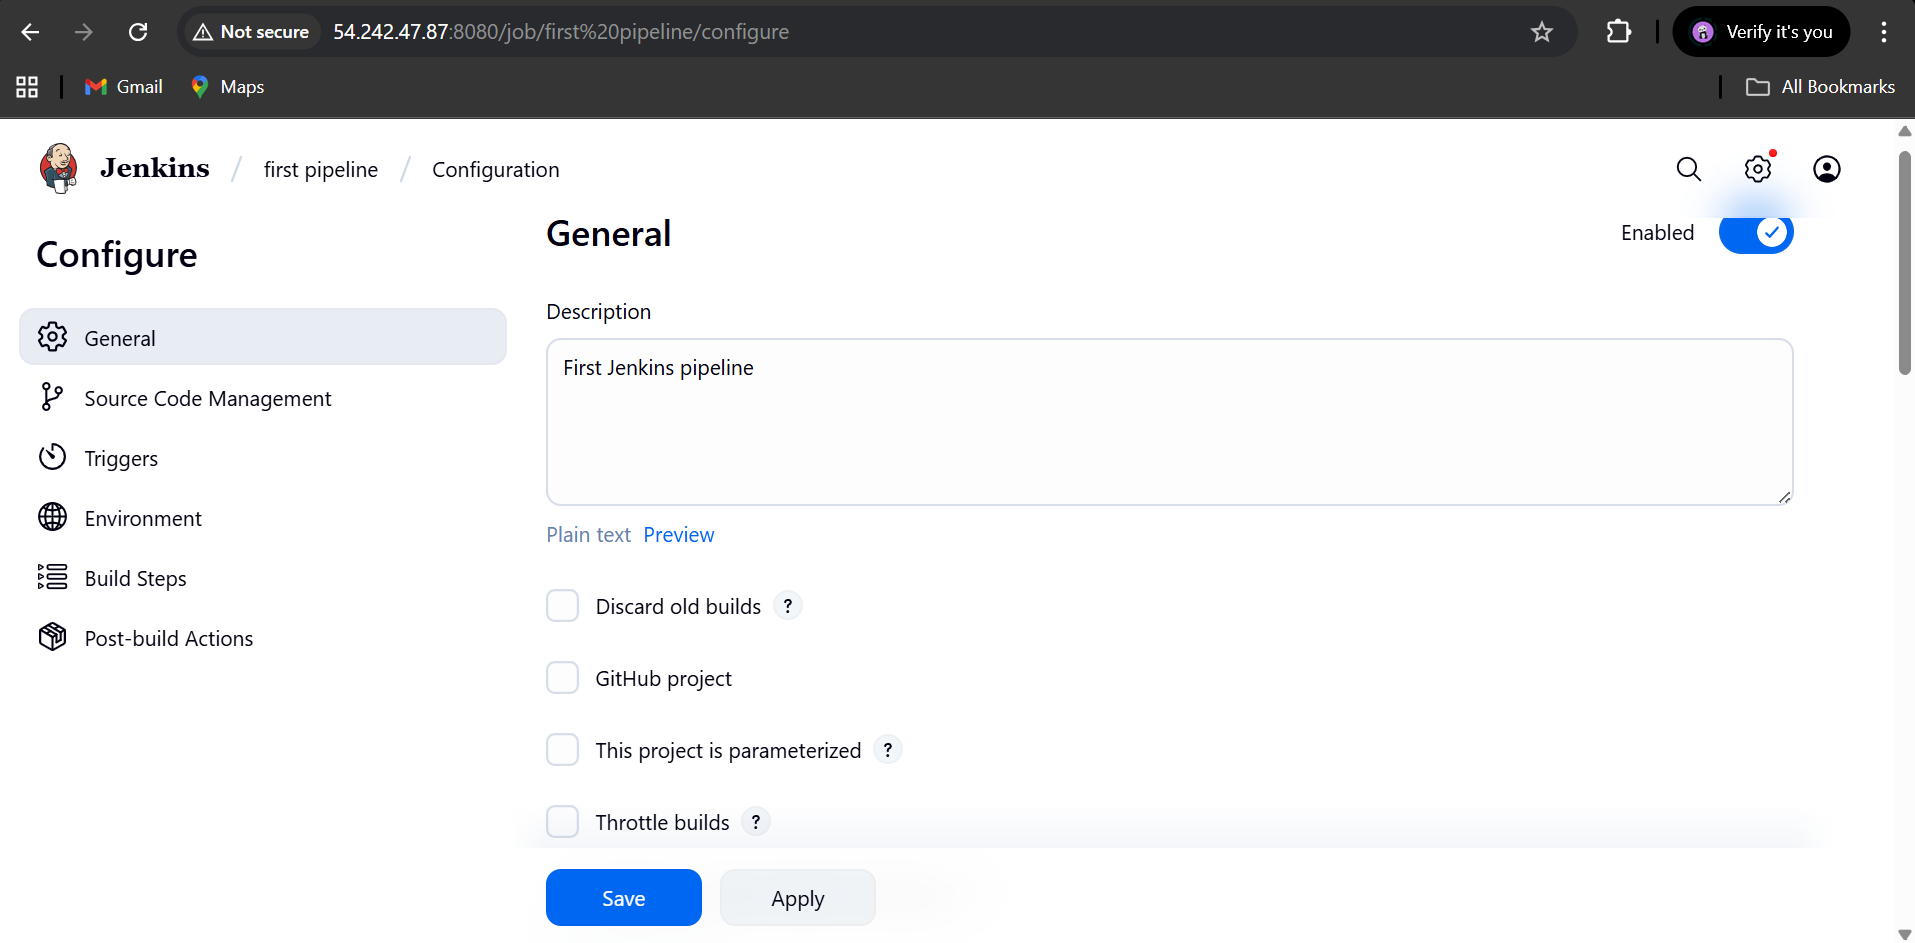 Not secure 54.242.47.87:8080/job/first%20pipeline/configure Verify it's you
Gmail Maps All Bookmarks
Jenkins / first pipeline / Configuration
Configure
General
Source Code Management
Triggers
Environment
Build Steps
Post-build Actions
General Enabled
Description
First Jenkins pipeline
Plain text Preview
Discard old builds ?
GitHub project
This project is parameterized ?
Throttle builds ?
Save Apply